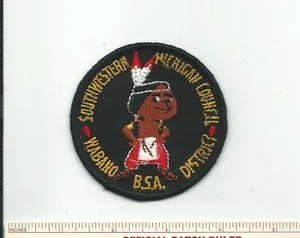 SOUTHWESTERN MICHIGAN COUNCIL
WABANO DISTRICT
B.S.A.
OFFICIAL PATCH RULER